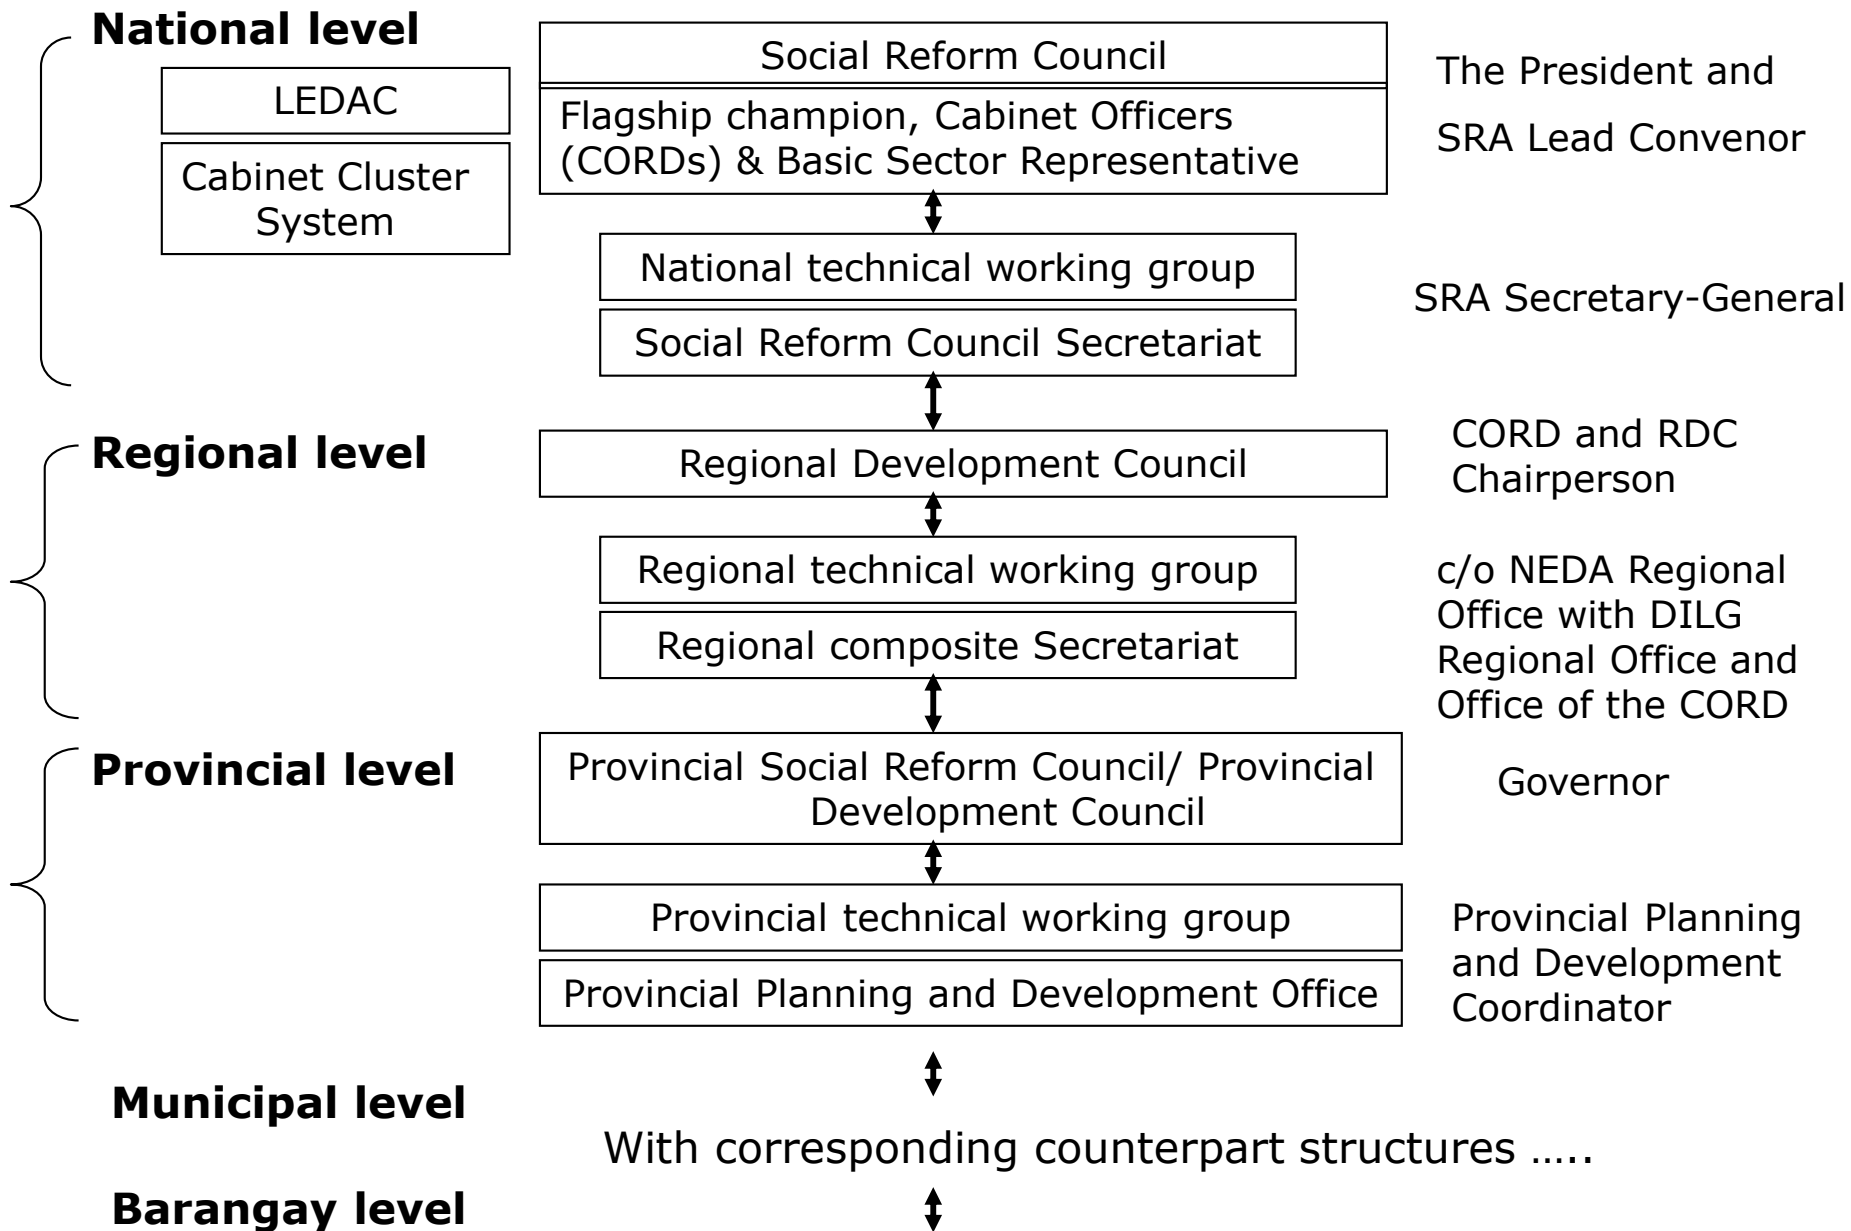 National level
LEDAC
Cabinet Cluster
System
Social Reform Council
Flagship champion, Cabinet Officers
(CORDs) & Basic Sector Representative
The President and
SRA Lead Convenor
National technical working group
Social Reform Council Secretariat
SRA Secretary-General
Regional level
Regional Development Council
CORD and RDC
Chairperson
Regional technical working group
Regional composite Secretariat
c/o NEDA Regional
Office with DILG
Regional Office and
Office of the CORD
Provincial level
Provincial Social Reform Council/ Provincial
Development Council
Governor
Provincial technical working group
Provincial Planning and Development Office
Provincial Planning
and Development
Coordinator
Municipal level
With corresponding counterpart structures …..
Barangay level